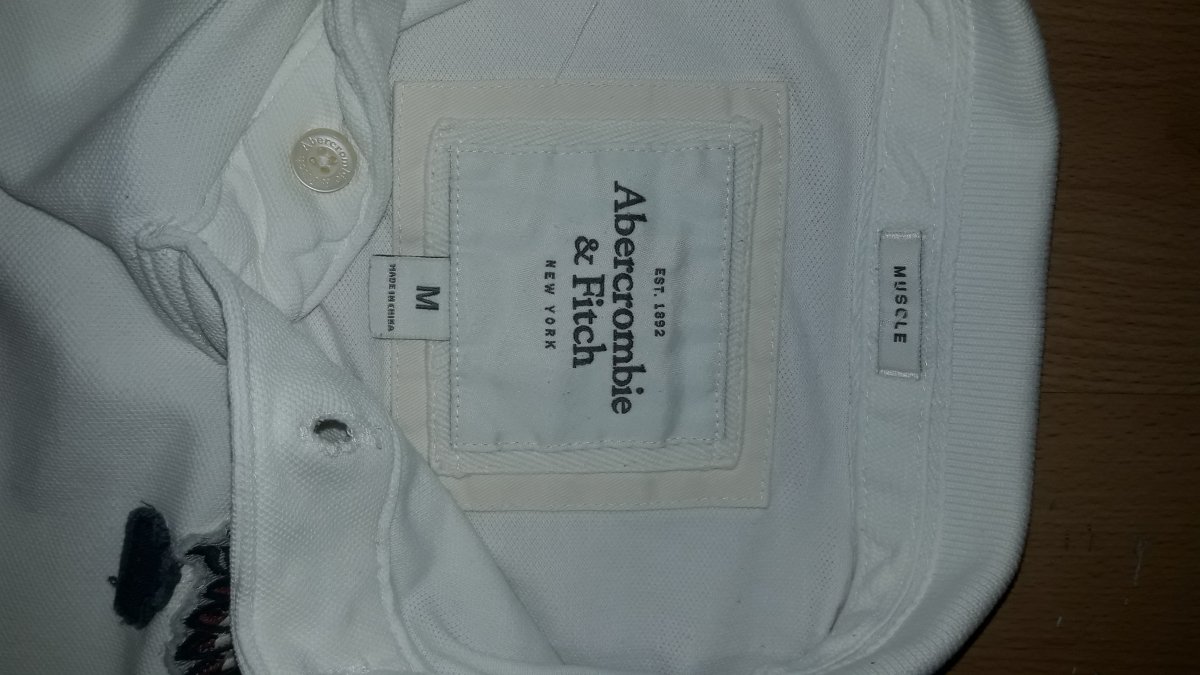 MUSCLE
EST. 1892
Abercrombie
& Fitch
NEW YORK
M
MADE IN CHINA
Abercrombie